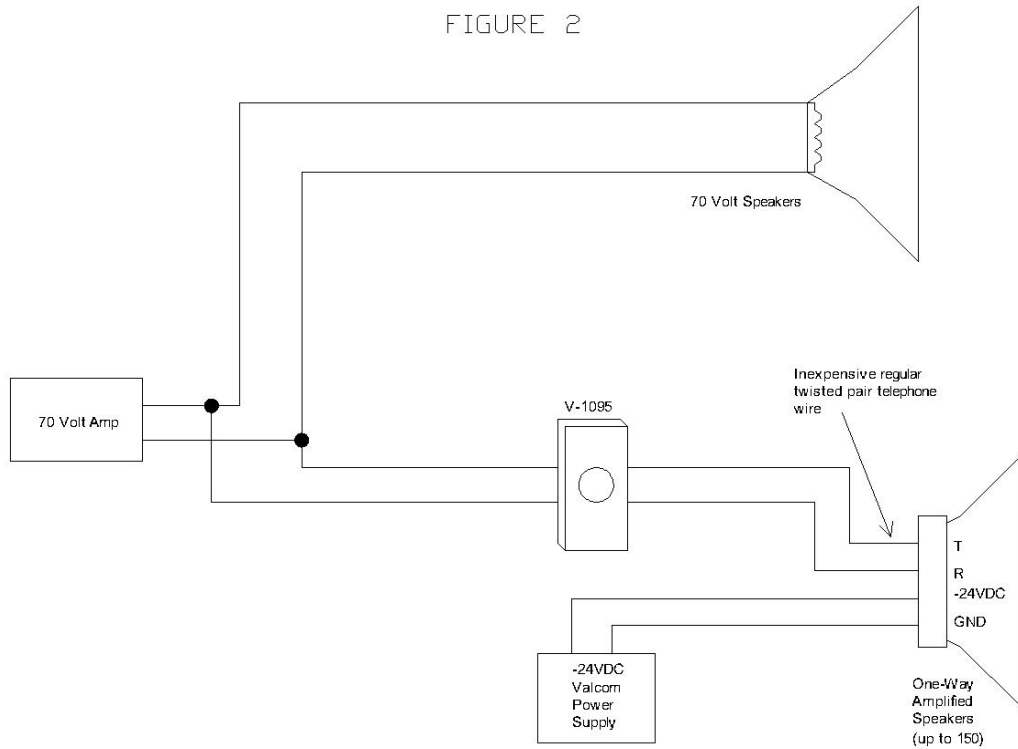 FIGURE 2
70 Volt Speakers
70 Volt Amp
V-1095
Inexpensive regular
twisted pair telephone
wire
T
R
-24VDC
GND
-24VDC
Valcom
Power
Supply
One-Way
Amplified
Speakers
(up to 150)